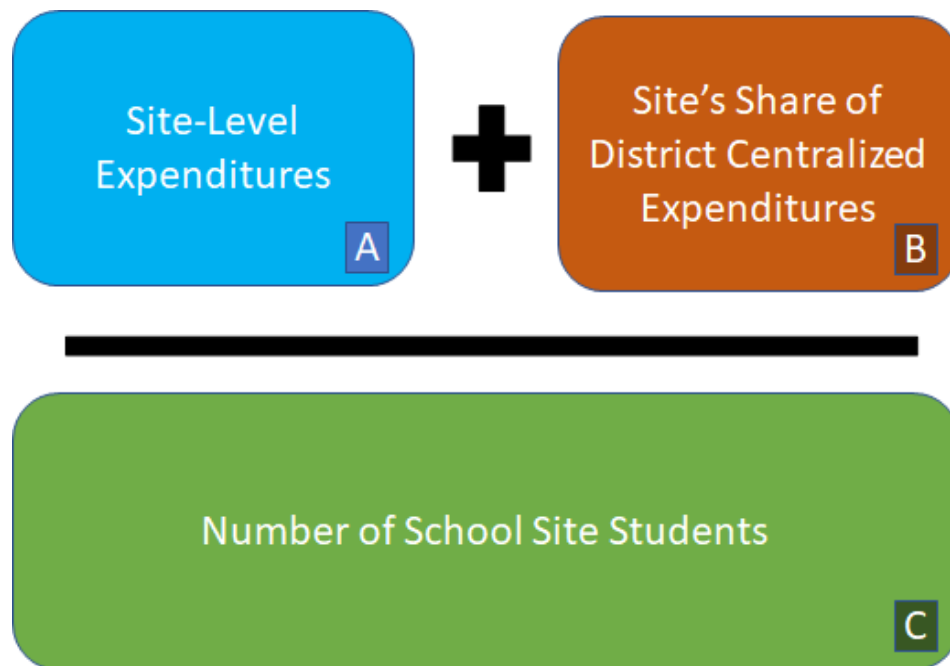 Site-Level
Expenditures
A
Site’s Share of
District Centralized
Expenditures
B
Number of School Site Students
C